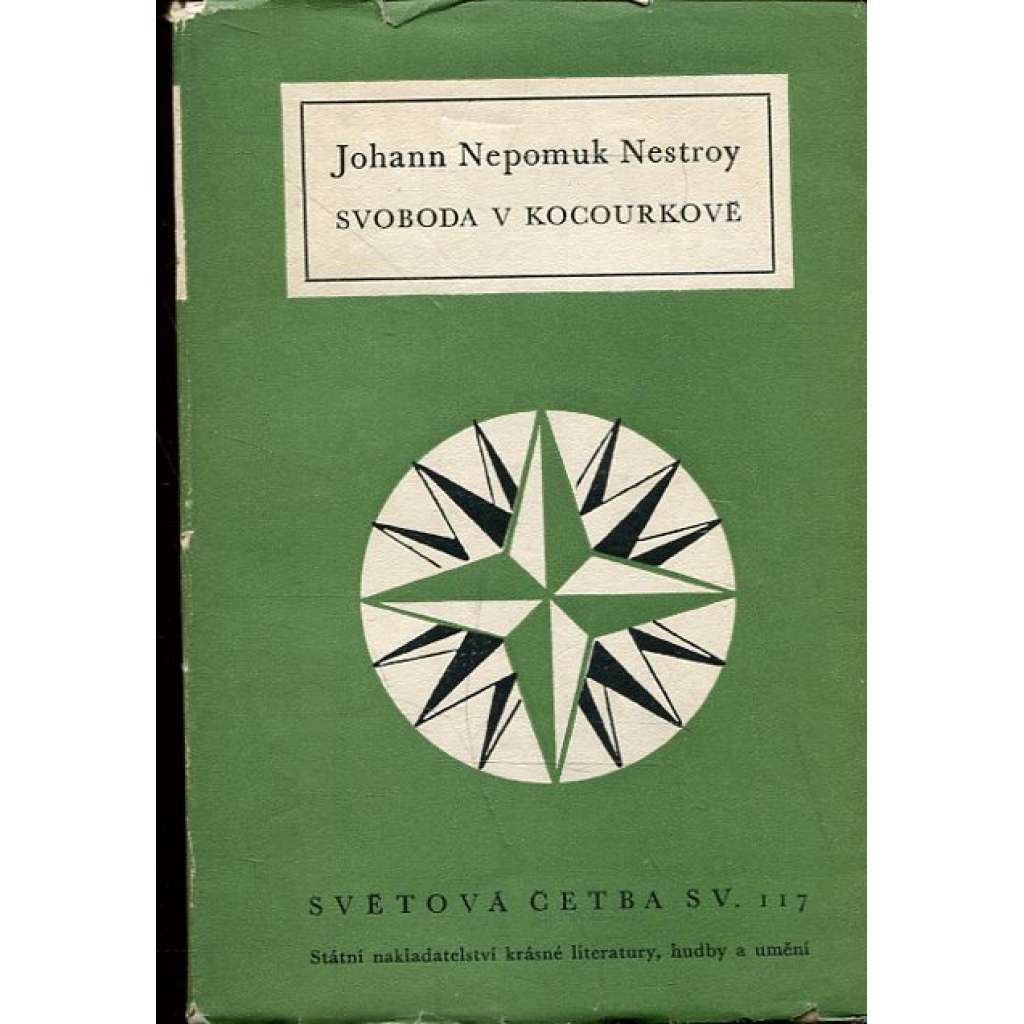 Johann Nepomuk Nestroy
SVOBODA V KOCOURKOVĚ
SVĚTOVÁ ČETBA SV. 117
Státní nakladatelství krásné literatury, hudby a umění